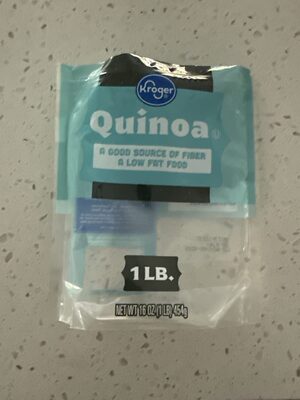 Kroger
Quinoa
A GOOD SOURCE OF FIBER
A LOW FAT FOOD
1 LB.
NET WT 16 OZ (1 LB) 454g